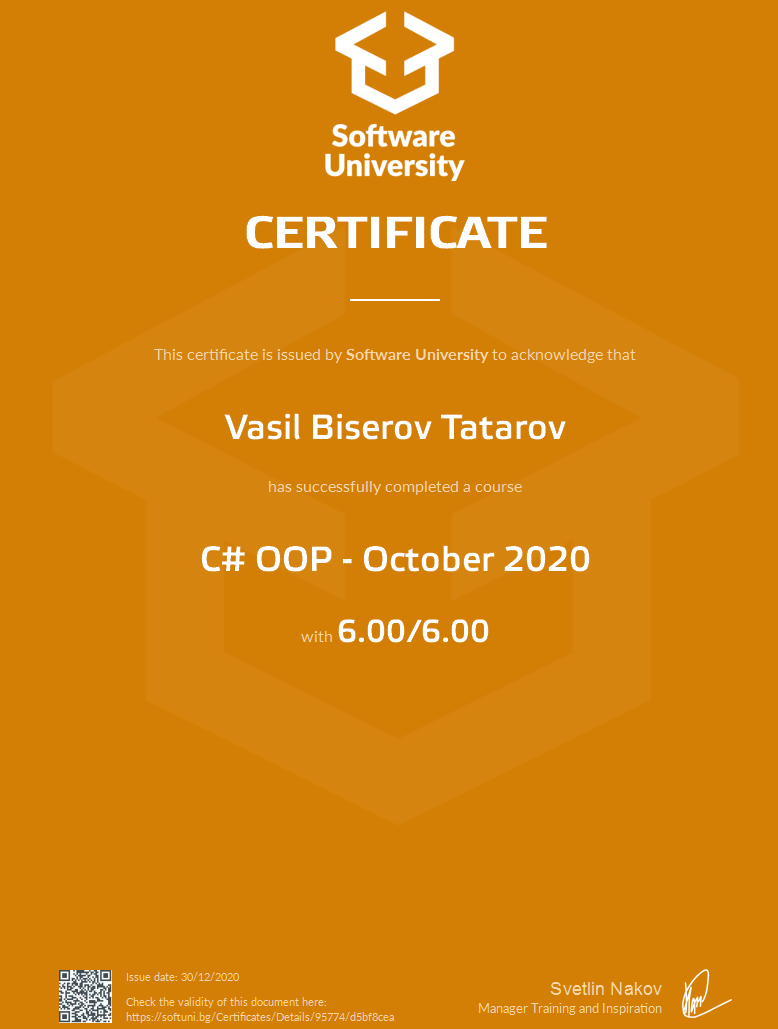 Software
University
CERTIFICATE
This certificate is issued by Software University to acknowledge that
Vasil Biserov Tatarov
has successfully completed a course
C# OOP - October 2020
with 6.00/6.00
Issue date: 30/12/2020
Check the validity of this document here:
https://softuni.bg/Certificates/Details/95774/d5bf8cea
Svetlin Nakov
Manager Training and Inspiration